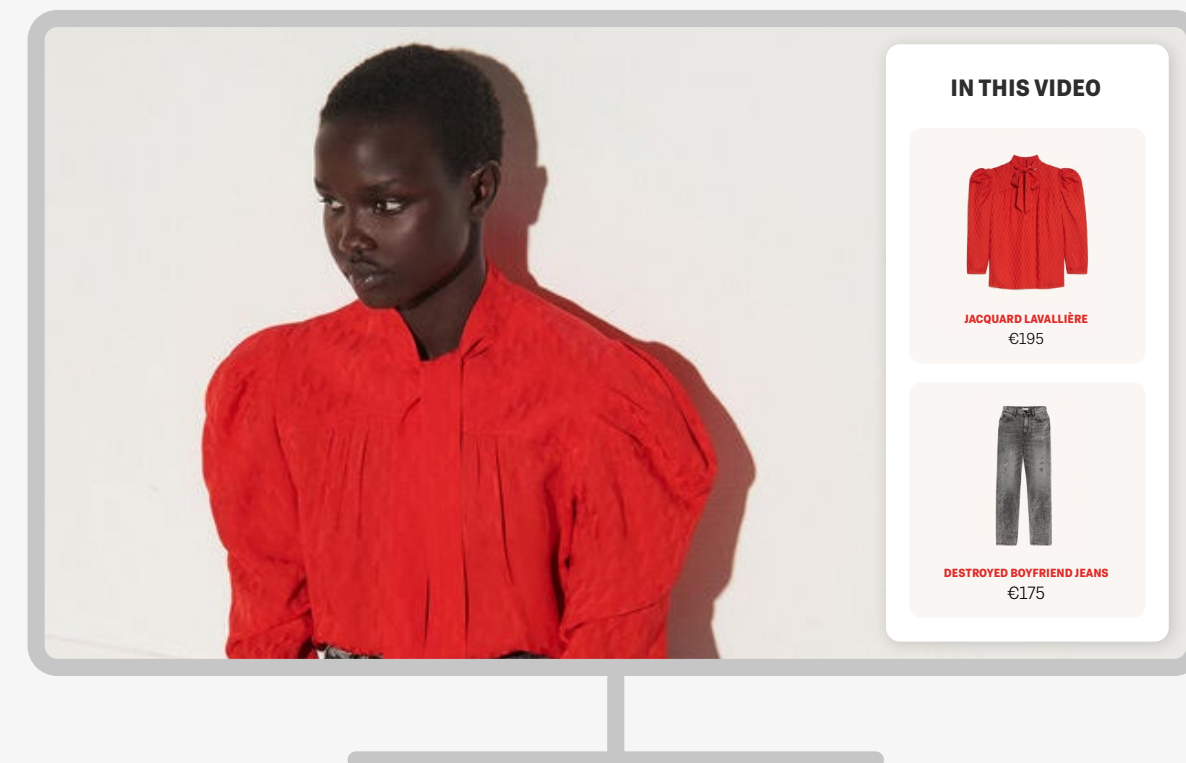 IN THIS VIDEO
JACQUARD LAVALLIÈRE
€195
DESTROYED BOYFRIEND JEANS
€175